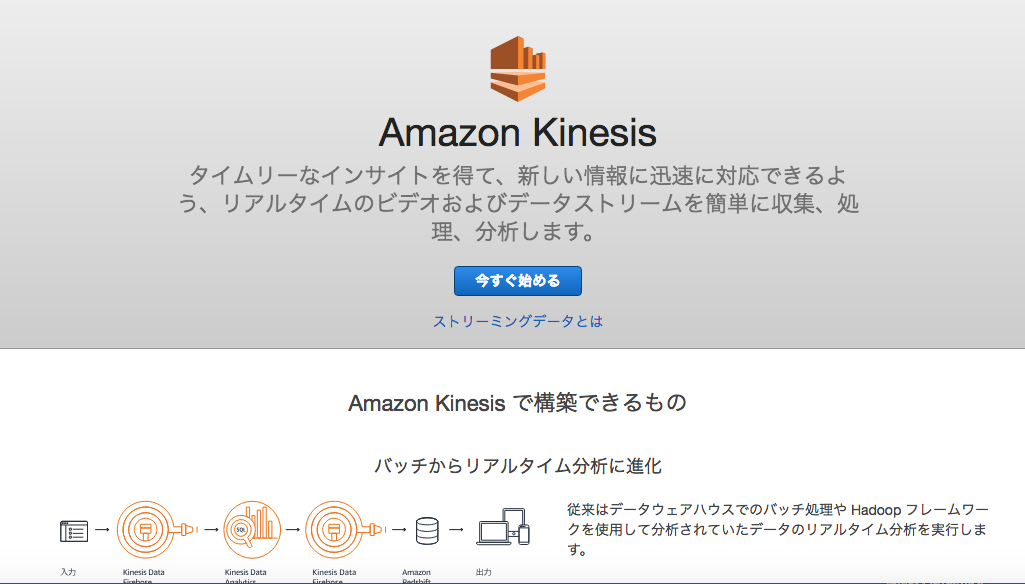 Amazon Kinesis
タイムリーなインサイトを得て、新しい情報に迅速に対応できるよ
う、リアルタイムのビデオおよびデータストリームを簡単に収集、処
理、分析します。
今すぐ始める
ストリーミングデータとは
Amazon Kinesis で構築できるもの
バッチからリアルタイム分析に進化
従来はデータウェアハウスでのバッチ処理や Hadoop フレームワー
クを使用して分析されていたデータのリアルタイム分析を実行しま
す。
SQL
入力
Kinesis Data
Firehose
Kinesis Data
Analytics
Kinesis Data
Firehose
Amazon
Redshift
出力